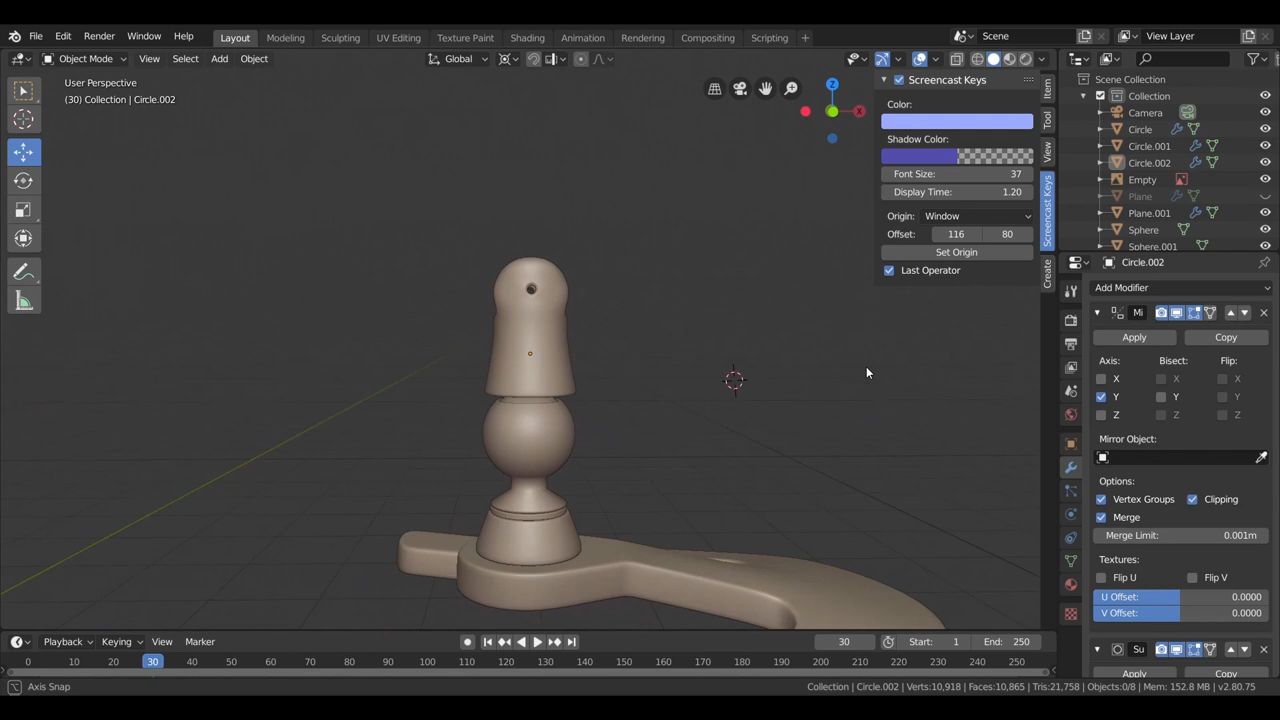 File Edit Render Window Help Layout Modeling Sculpting UV Editing Texture Paint Shading Animation Rendering Compositing Scripting + Scene View Layer
Object Mode View Select Add Object Global
User Perspective
(30) Collection | Circle.002
Z
X
Screencast Keys
Color:
Shadow Color:
Font Size: 37
Display Time: 1.20
Origin: Window
Offset: 116 80
Set Origin
Last Operator
Item
Tool
View
Screencast Keys
Create
Scene Collection
Collection
Camera
Circle
Circle.001
Circle.002
Empty
Plane
Plane.001
Sphere
Sphere.001
Circle.002
Add Modifier
Mi
Apply Copy
Axis: Bisect: Flip:
X X X
Y Y Y
Z Z Z
Mirror Object:
Options:
Vertex Groups Clipping
Merge
Merge Limit: 0.001m
Textures:
Flip U Flip V
U Offset: 0.0000
V Offset: 0.0000
Su
Apply Copy
Playback Keying View Marker 30 Start: 1 End: 250
0 10 20 30 40 50 60 70 80 90 100 110 120 130 140 150 160 170 180 190 200 210 220 230 240 250
Axis Snap Collection | Circle.002 | Verts:10,918 | Faces:10,865 | Tris:21,758 | Objects:0/8 | Mem: 152.8 MB | v2.80.75